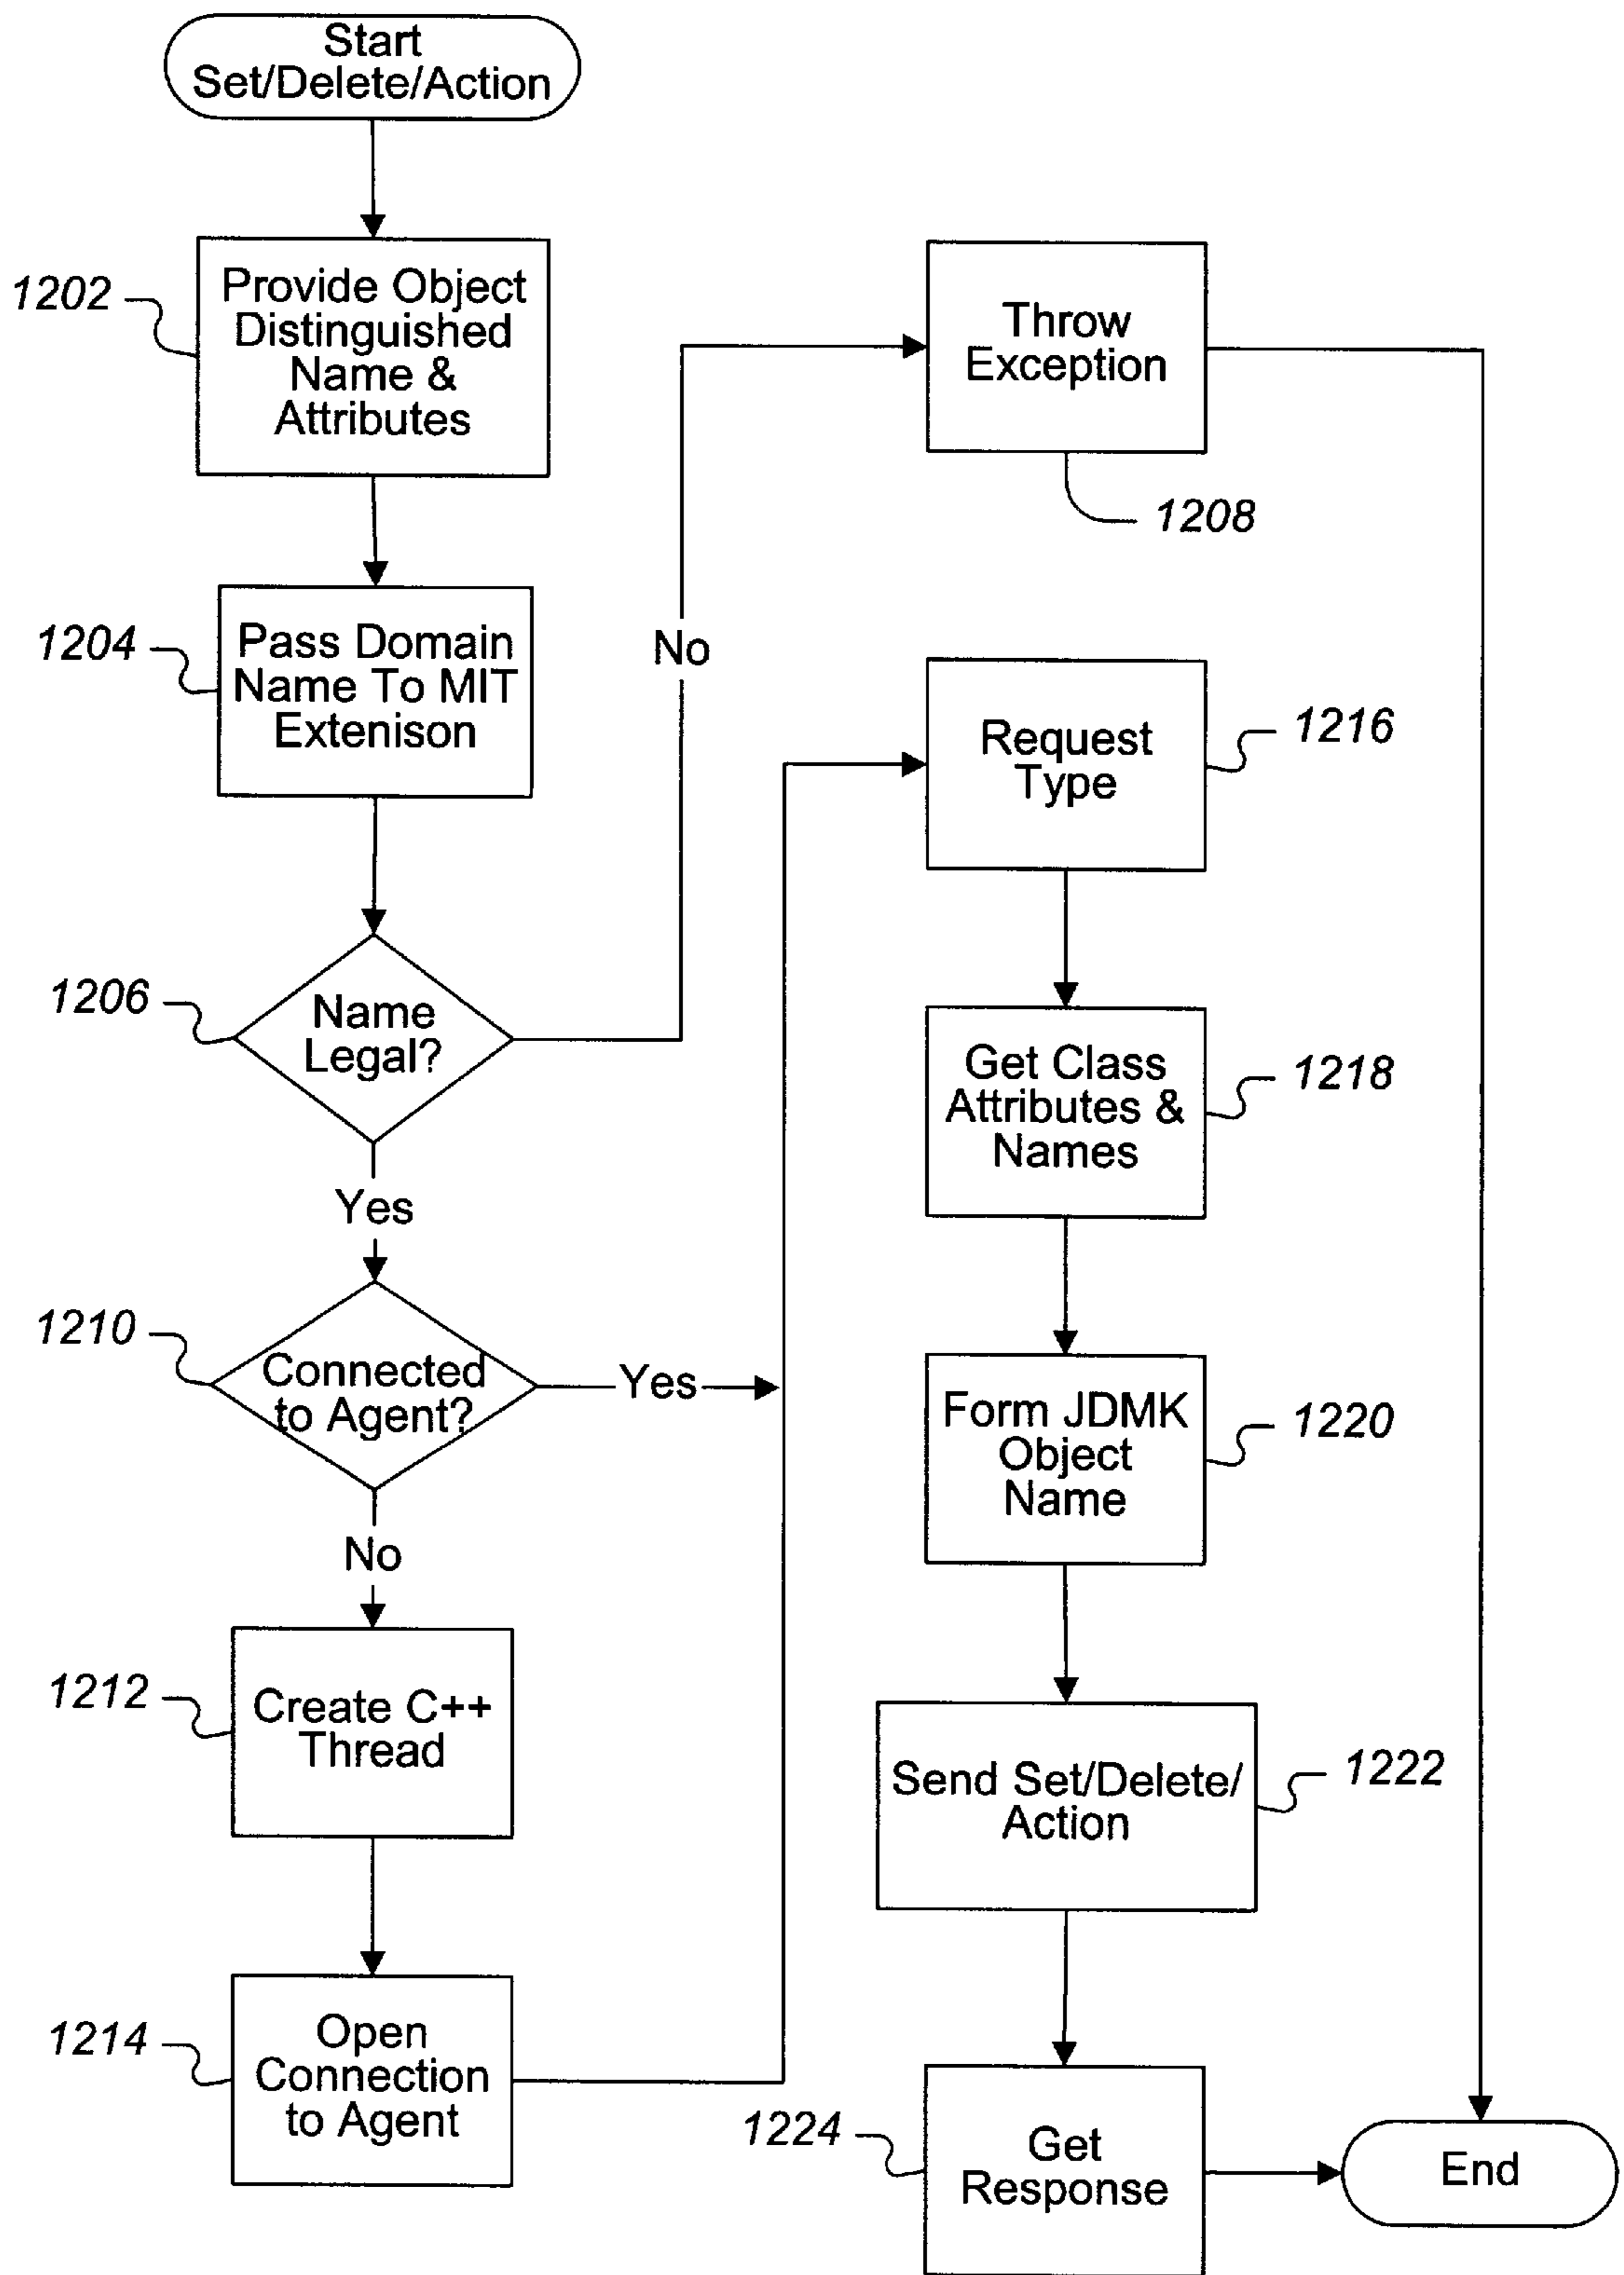 Start
Set/Delete/Action
1202
Provide Object
Distinguished
Name &
Attributes
1204
Pass Domain
Name To MIT
Extenison
1206
Name
Legal?
No
Yes
1210
Connected
to Agent?
Yes
No
1212
Create C++
Thread
1214
Open
Connection
to Agent
Throw
Exception
1208
Request
Type
1216
Get Class
Attributes &
Names
1218
Form JDMK
Object
Name
1220
Send Set/Delete/
Action
1222
1224
Get
Response
End